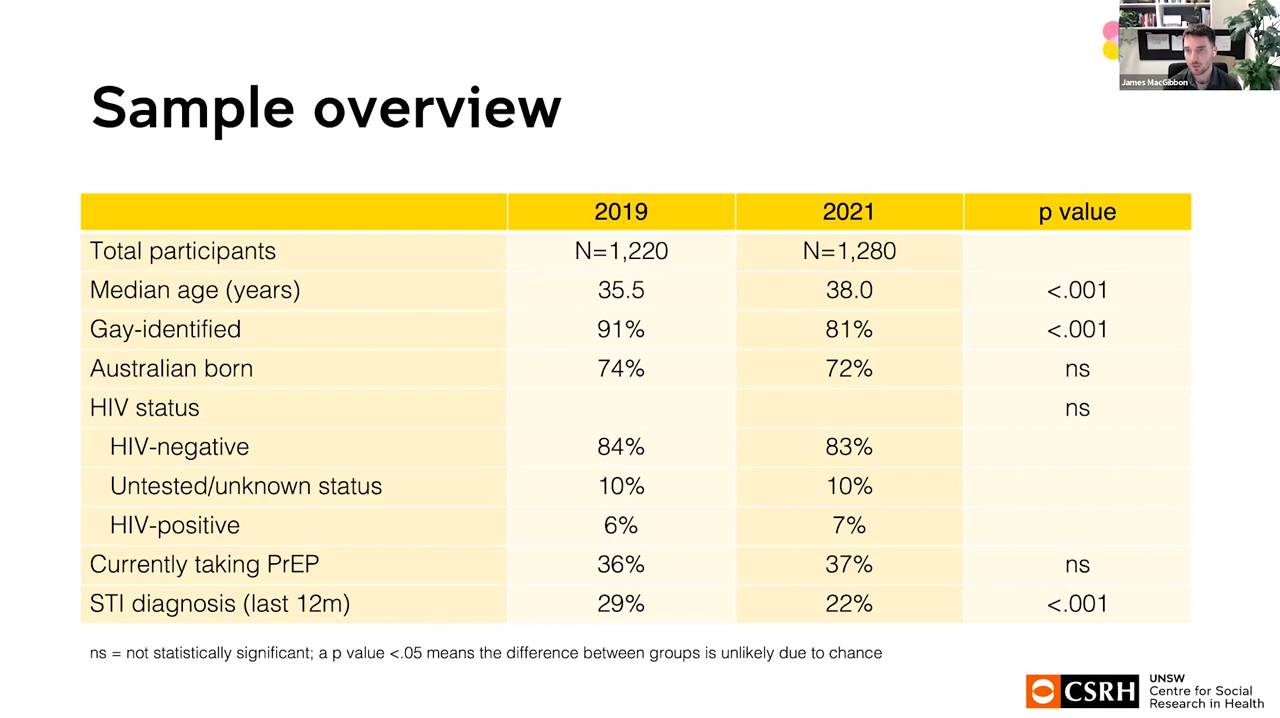 James MacGibbon
Sample overview
2019 2021 p value
Total participants N=1,220 N=1,280
Median age (years) 35.5 38.0 <.001
Gay-identified 91% 81% <.001
Australian born 74% 72% ns
HIV status ns
HIV-negative 84% 83%
Untested/unknown status 10% 10%
HIV-positive 6% 7%
Currently taking PrEP 36% 37% ns
STI diagnosis (last 12m) 29% 22% <.001
ns = not statistically significant; a p value <.05 means the difference between groups is unlikely due to chance
CSRH
UNSW
Centre for Social
Research in Health